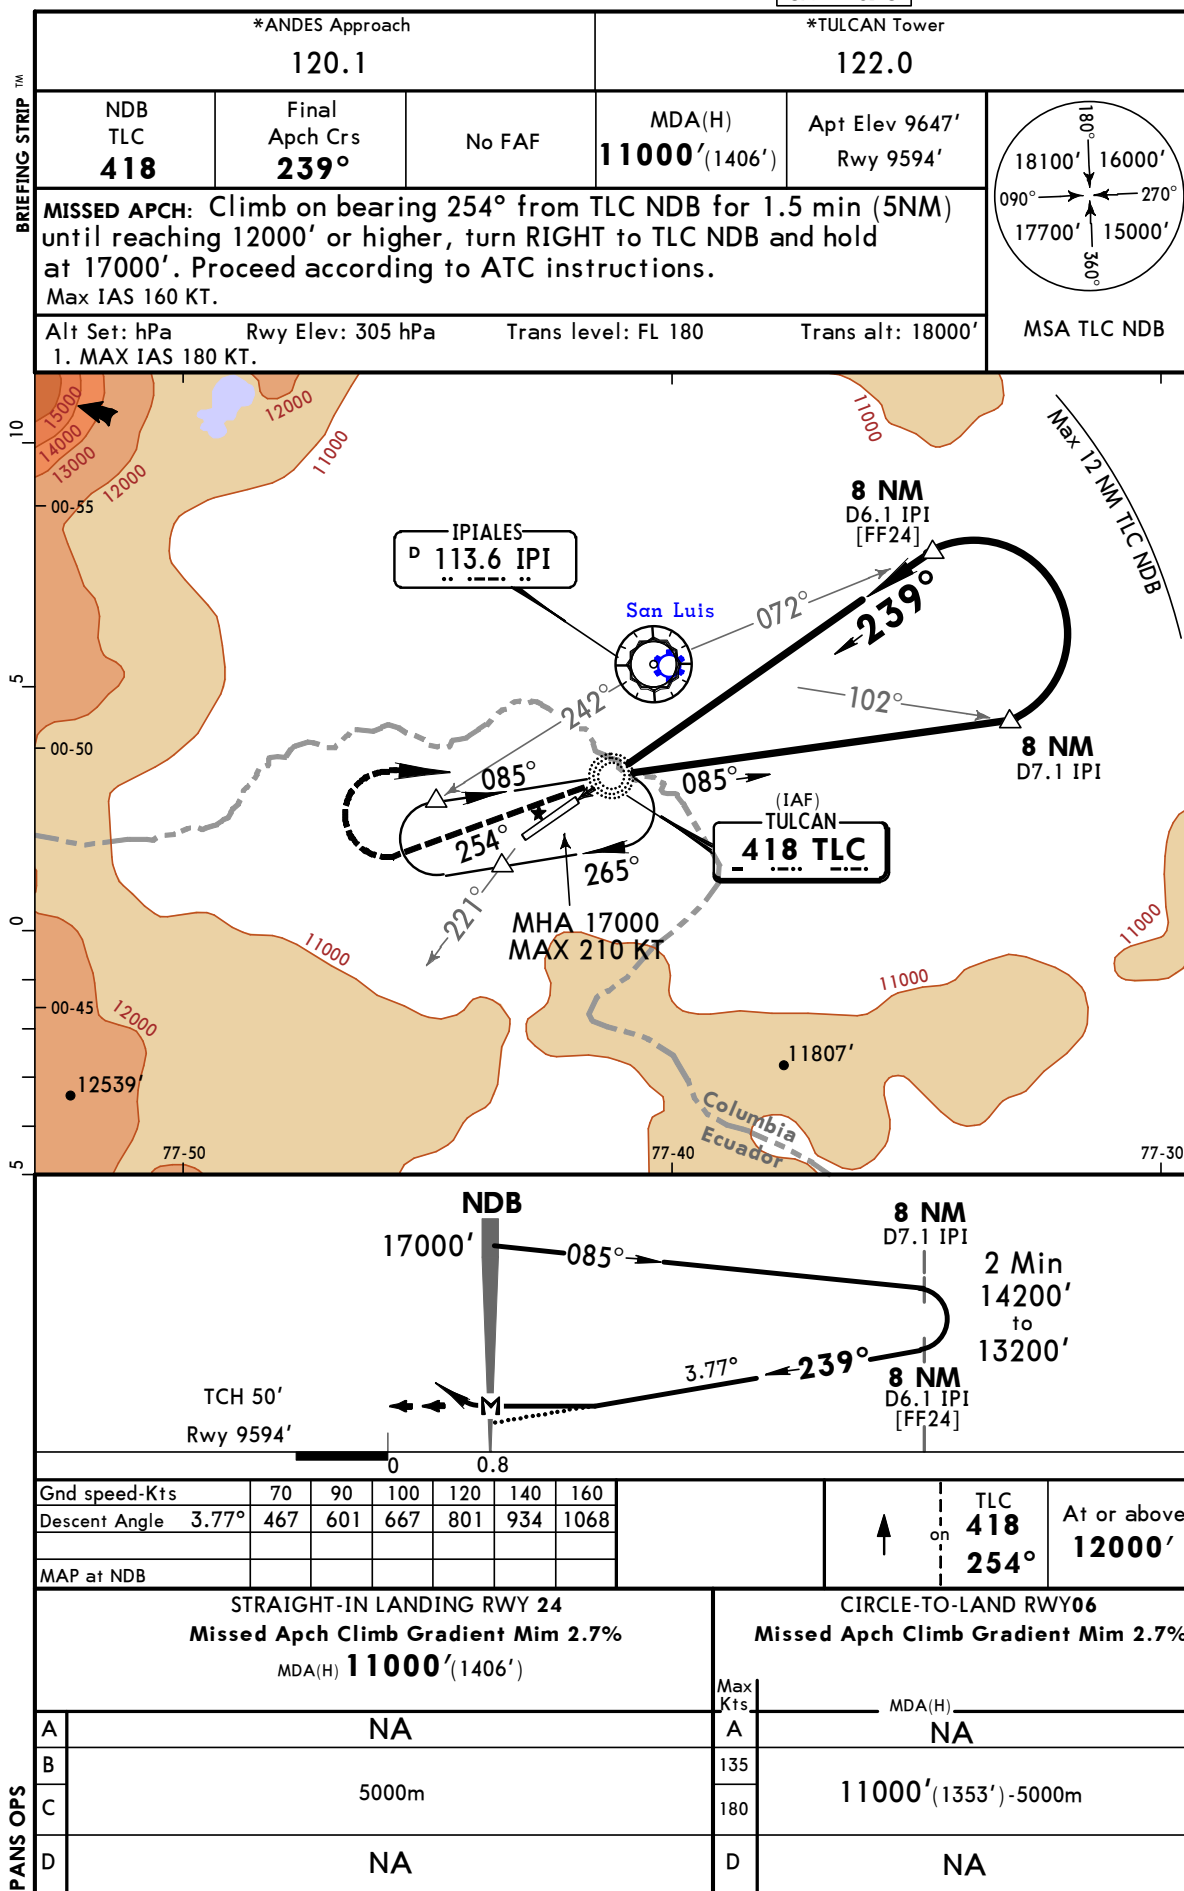 *ANDES Approach
120.1
*TULCAN Tower
122.0
BRIEFING STRIP ™
NDB
TLC
418
Final
Apch Crs
239°
No FAF
MDA(H)
11000'(1406')
Apt Elev 9647'
Rwy 9594'
MISSED APCH: Climb on bearing 254° from TLC NDB for 1.5 min (5NM)
until reaching 12000' or higher, turn RIGHT to TLC NDB and hold
at 17000'. Proceed according to ATC instructions.
Max IAS 160 KT.
Alt Set: hPa Rwy Elev: 305 hPa Trans level: FL 180 Trans alt: 18000'
1. MAX IAS 180 KT.
180°
18100' 16000'
090° 270°
17700' 15000'
360°
MSA TLC NDB
15000
14000
13000
12000
12000
11000
11000
10
00-55
Max 12 NM TLC NDB
8 NM
D6.1 IPI
[FF24]
IPIALES
D 113.6 IPI
San Luis
072°
239°
5
242°
102°
00-50
8 NM
D7.1 IPI
085°
085°
(IAF)
TULCAN
418 TLC
254°
265°
221°
MHA 17000
MAX 210 KT
0
11000
11000
11000
00-45
12000
11807'
12539'
Columbia
Ecuador
5
77-50
77-40
77-30
NDB
17000'
085°
8 NM
D7.1 IPI
2 Min
14200'
to
13200'
3.77°
239°
8 NM
D6.1 IPI
[FF24]
TCH 50'
Rwy 9594'
M
0
0.8
Gnd speed-Kts 70 90 100 120 140 160
Descent Angle 3.77° 467 601 667 801 934 1068
MAP at NDB
on
TLC
418
254°
At or above
12000'
STRAIGHT-IN LANDING RWY 24
Missed Apch Climb Gradient Mim 2.7%
MDA(H) 11000'(1406')
CIRCLE-TO-LAND RWY06
Missed Apch Climb Gradient Mim 2.7%
Max
Kts
MDA(H)
A NA
B
C
5000m
D NA
A NA
135
180
11000'(1353')-5000m
D NA
PANS OPS